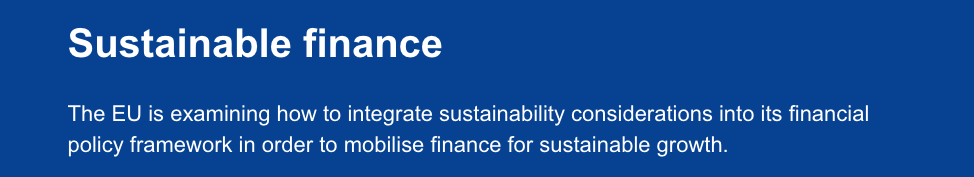 Sustainable finance
The EU is examining how to integrate sustainability considerations into its financial
policy framework in order to mobilise finance for sustainable growth.